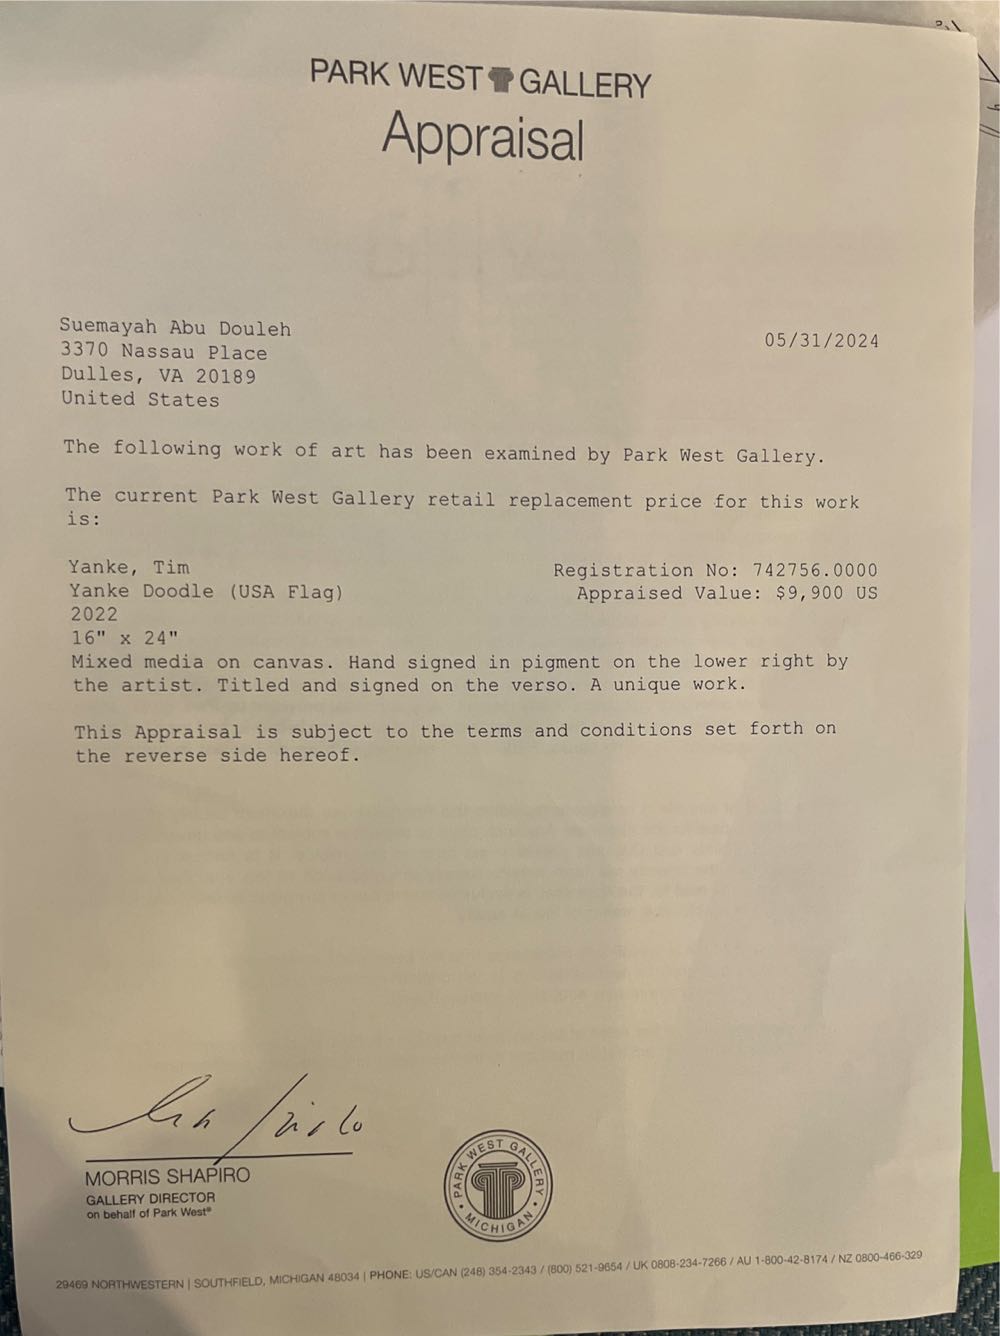 PARK WEST GALLERY
Appraisal
Suemayah Abu Douleh
3370 Nassau Place
Dulles, VA 20189
United States
05/31/2024
The following work of art has been examined by Park West Gallery.
The current Park West Gallery retail replacement price for this work
is:
Yanke, Tim
Yanke Doodle (USA Flag)
2022
16" x 24"
Registration No: 742756.0000
Appraised Value: $9,900 US
Mixed media on canvas. Hand signed in pigment on the lower right by
the artist. Titled and signed on the verso. A unique work.
This Appraisal is subject to the terms and conditions set forth on
the reverse side hereof.
MORRIS SHAPIRO
GALLERY DIRECTOR
on behalf of Park West®
PARK WEST GALLERY • MICHIGAN •
29469 NORTHWESTERN | SOUTHFIELD, MICHIGAN 48034 | PHONE: US/CAN (248) 354-2343 / (800) 521-9654 / UK 0808-234-7266 / AU 1-800-42-8174 / NZ 0800-466-329